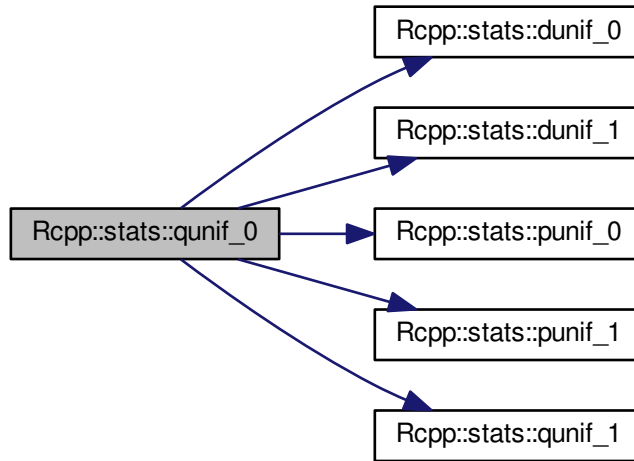 Rcpp::stats::dunif_0
Rcpp::stats::dunif_1
Rcpp::stats::qunif_0
Rcpp::stats::punif_0
Rcpp::stats::punif_1
Rcpp::stats::qunif_1